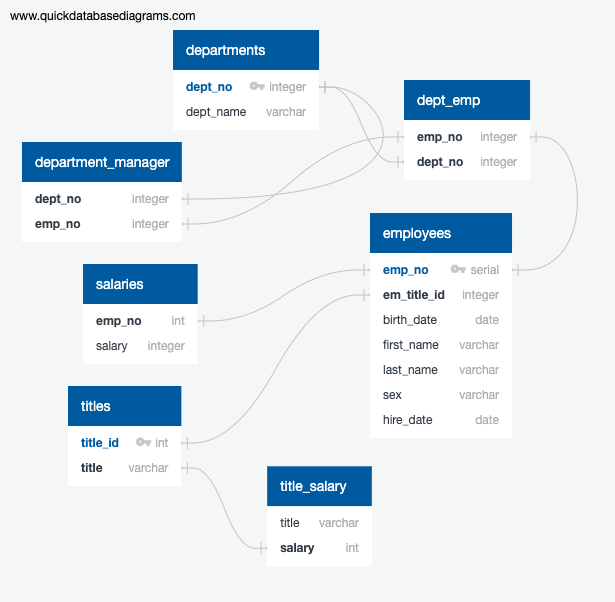 www.quickdatabasediagrams.com
departments
dept_no integer
dept_name varchar
dept_emp
emp_no integer
dept_no integer
department_manager
dept_no integer
emp_no integer
employees
emp_no serial
em_title_id integer
birth_date date
first_name varchar
last_name varchar
sex varchar
hire_date date
salaries
emp_no int
salary integer
titles
title_id int
title varchar
title_salary
title varchar
salary int